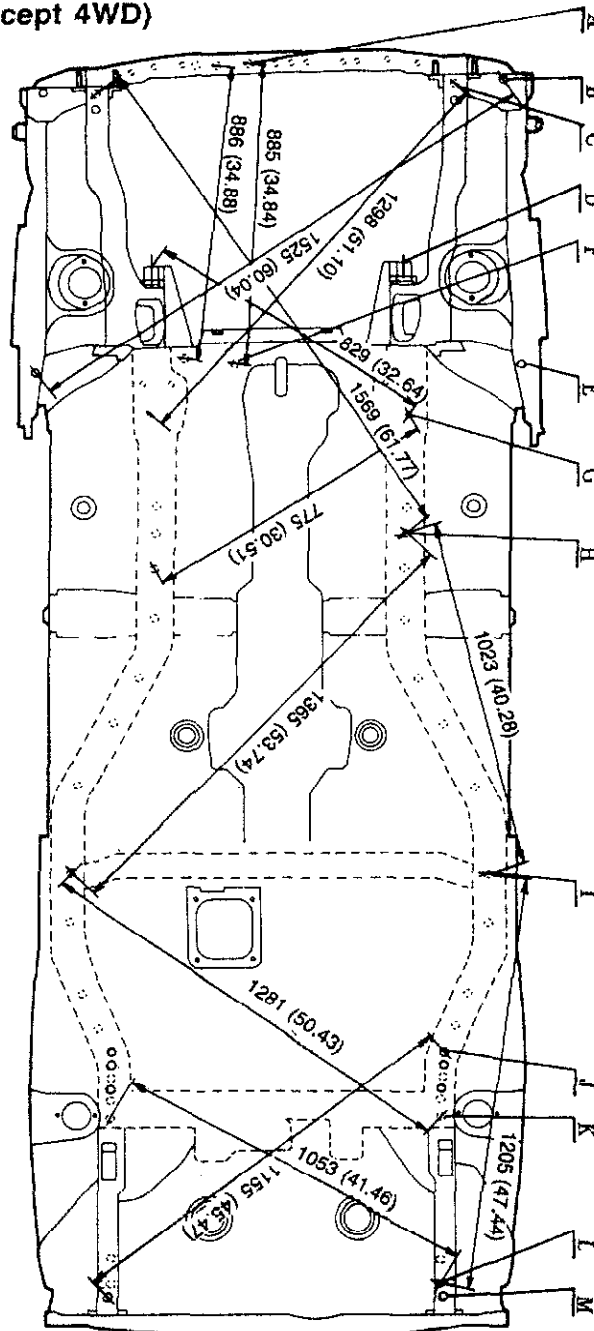 cept 4WD)
A
B
C
D
F
E
G
H
I
J
K
L
M
886 (34.88)
885 (34.84)
1298 (51.10)
1525 (60.04)
829 (32.64)
1569 (61.77)
775 (30.51)
1023 (40.28)
1365 (53.74)
1281 (50.43)
1205 (47.44)
1053 (41.46)
1155 (45.47)